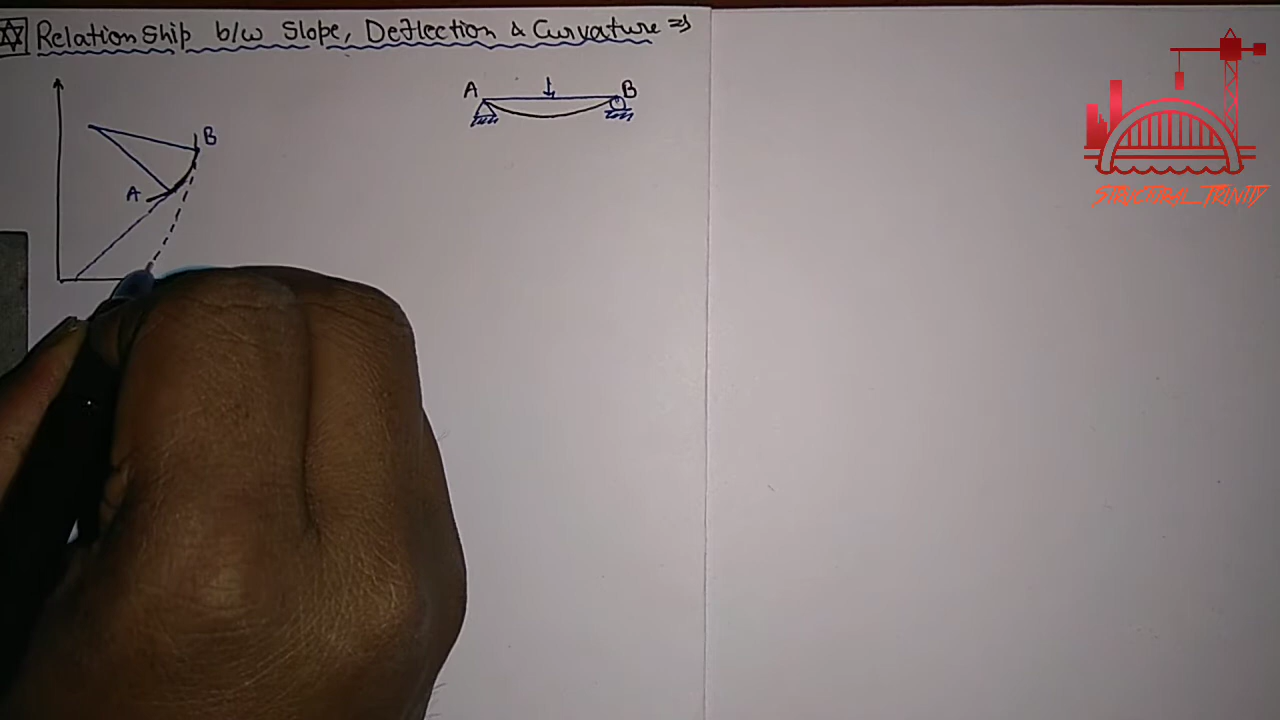 Relationship b/w Slope, Deflection & Curvature ⇒
A B
B
A
STRUCTURAL_TRINITY